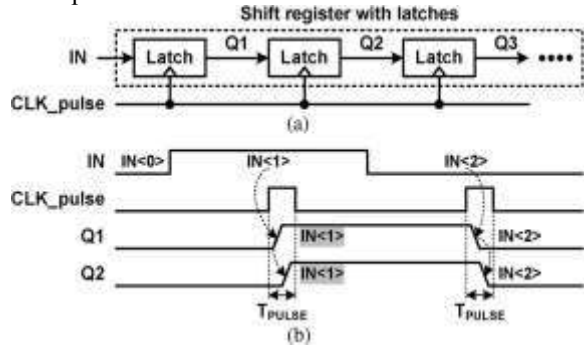 Shift register with latches
IN Latch Q1 Latch Q2 Latch Q3
CLK_pulse
(a)
IN IN<0> IN<1> IN<2>
CLK_pulse
Q1 IN<1> IN<2>
Q2 IN<1> IN<2>
TPULSE TPULSE
(b)